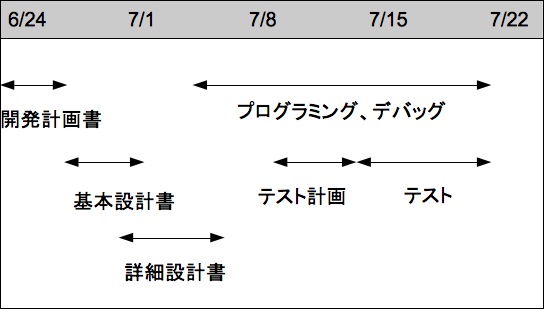 6/24 7/1 7/8 7/15 7/22
開発計画書
プログラミング、デバッグ
基本設計書
テスト計画
テスト
詳細設計書